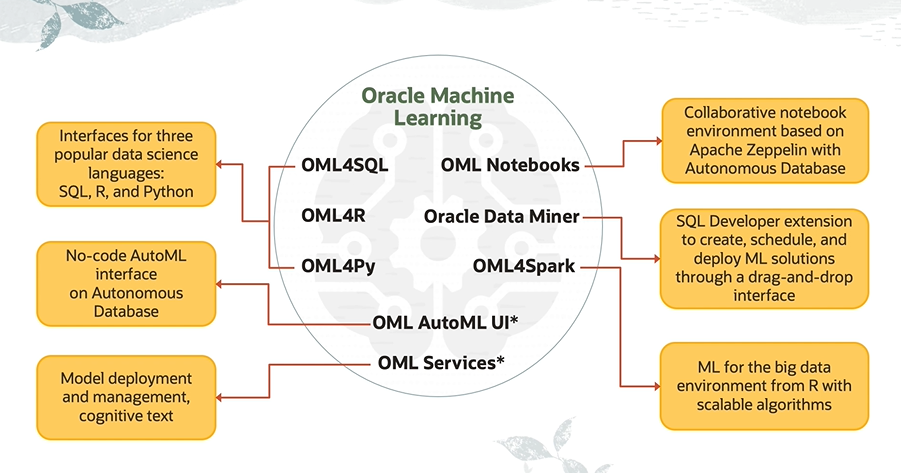 Oracle Machine
Learning
Interfaces for three
popular data science
languages:
SQL, R, and Python
No-code AutoML
interface
on Autonomous
Database
Model deployment
and management,
cognitive text
OML4SQL
OML4R
OML4Py
OML Notebooks
Oracle Data Miner
OML4Spark
OML AutoML UI*
OML Services*
Collaborative notebook
environment based on
Apache Zeppelin with
Autonomous Database
SQL Developer extension
to create, schedule, and
deploy ML solutions
through a drag-and-drop
interface
ML for the big data
environment from R with
scalable algorithms